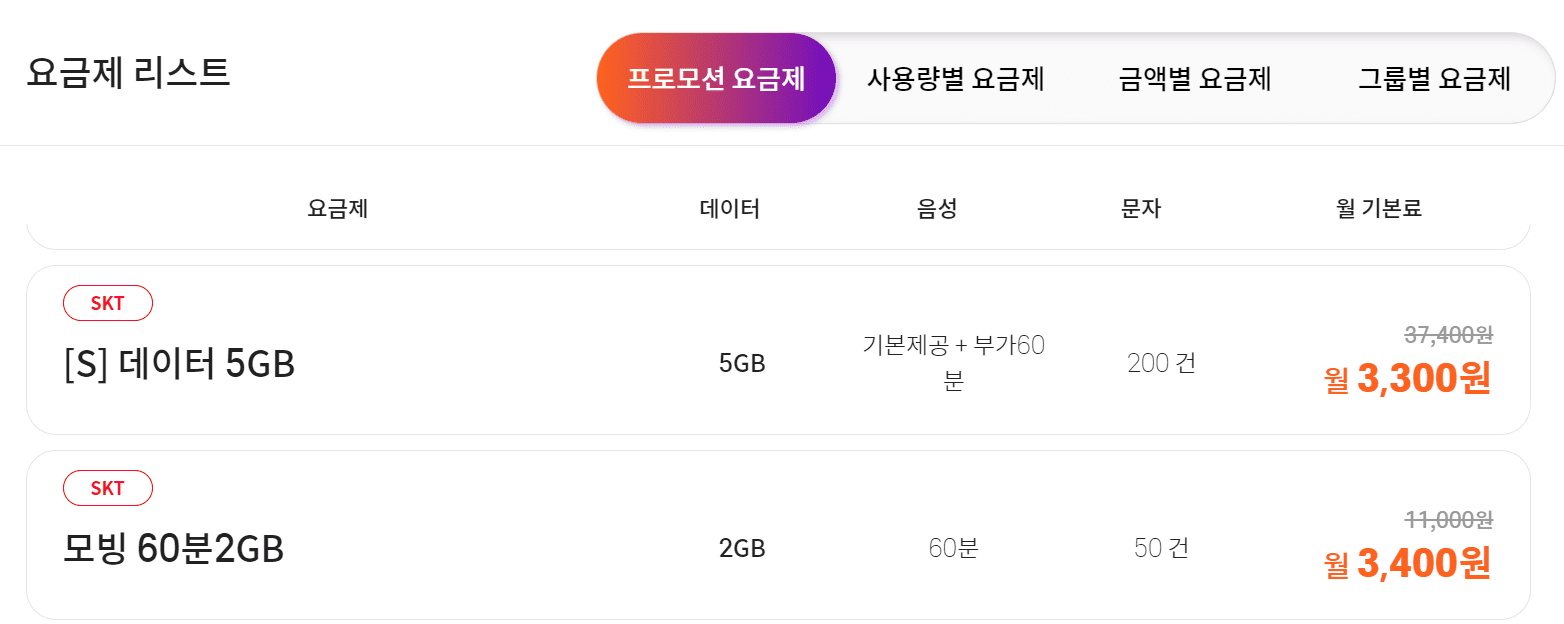 요금제 리스트
프로모션 요금제 사용량별 요금제 금액별 요금제 그룹별 요금제
요금제 데이터 음성 문자 월 기본료
SKT
[S] 데이터 5GB
5GB
기본제공 + 부가60
분
200 건
37,400원
월 3,300원
SKT
모빙 60분2GB
2GB
60분
50 건
11,000원
월 3,400원